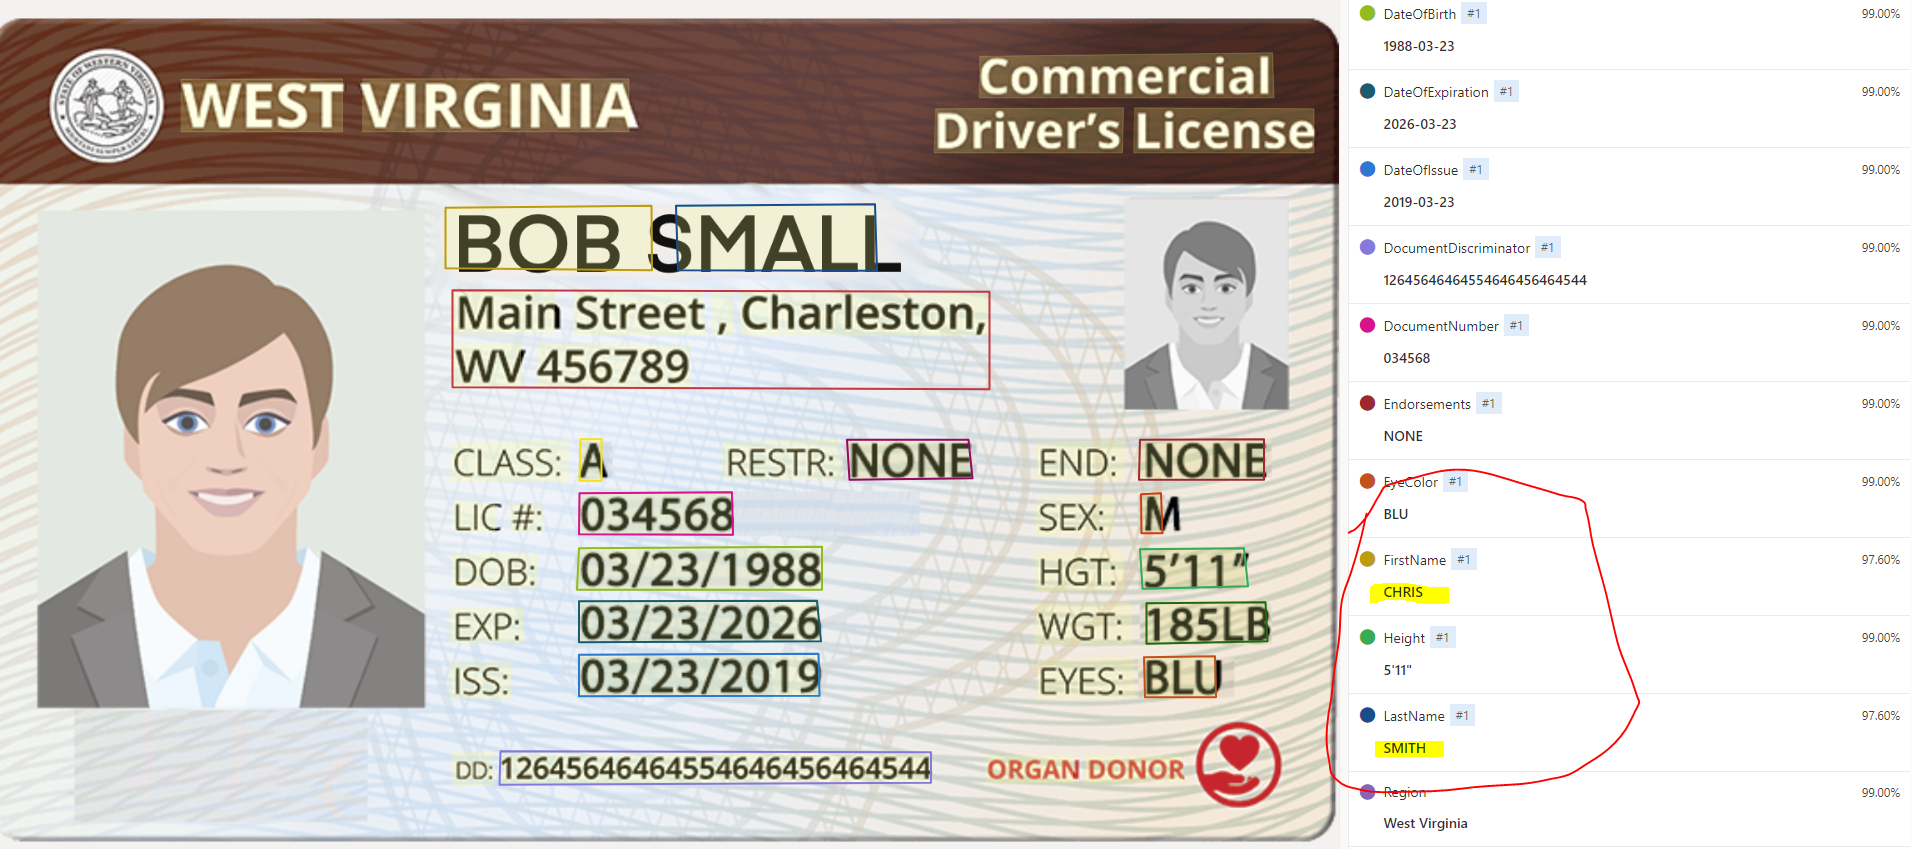 WEST VIRGINIA
Commercial
Driver's License
BOB SMALL
Main Street , Charleston,
WV 456789
CLASS: A RESTR: NONE END: NONE
LIC #: 034568 SEX: M
DOB: 03/23/1988 HGT: 5'11"
EXP: 03/23/2026 WGT: 185LB
ISS: 03/23/2019 EYES: BLU
DD: 12645646464554646456464544 ORGAN DONOR
DateOfBirth #1 99.00%
1988-03-23
DateOfExpiration #1 99.00%
2026-03-23
DateOfIssue #1 99.00%
2019-03-23
DocumentDiscriminator #1 99.00%
12645646464554646456464544
DocumentNumber #1 99.00%
034568
Endorsements #1 99.00%
NONE
EyeColor #1 99.00%
BLU
FirstName #1 97.60%
CHRIS
Height #1 99.00%
5'11"
LastName #1 97.60%
SMITH
Region 99.00%
West Virginia